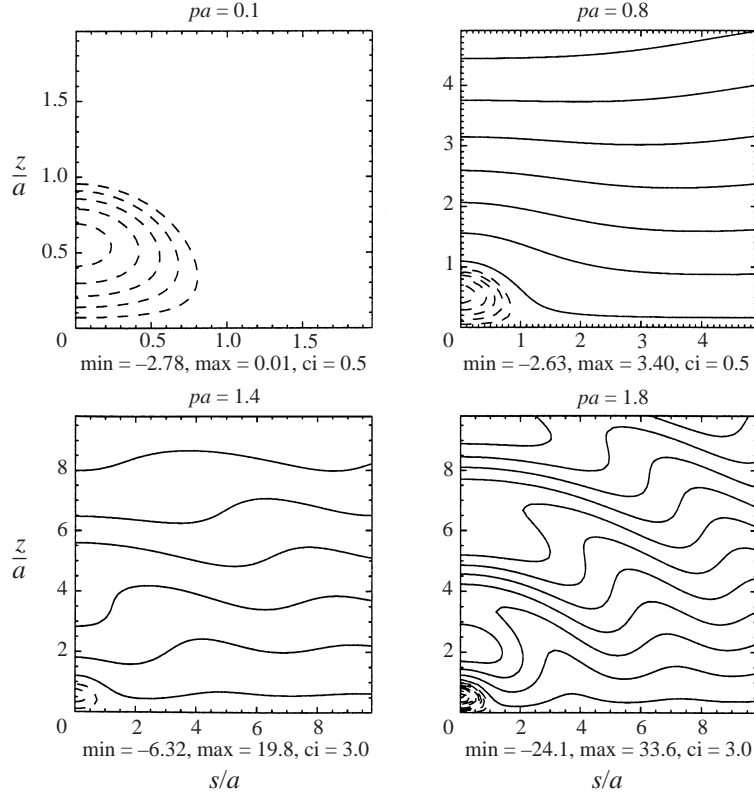 pa = 0.1
1.5
1.0
0.5
0
z/a
0.5 1.0 1.5
min = –2.78, max = 0.01, ci = 0.5
pa = 0.8
4
3
2
1
0
1 2 3 4
min = –2.63, max = 3.40, ci = 0.5
pa = 1.4
8
6
4
2
0
z/a
2 4 6 8
min = –6.32, max = 19.8, ci = 3.0
s/a
pa = 1.8
8
6
4
2
0
2 4 6 8
min = –24.1, max = 33.6, ci = 3.0
s/a